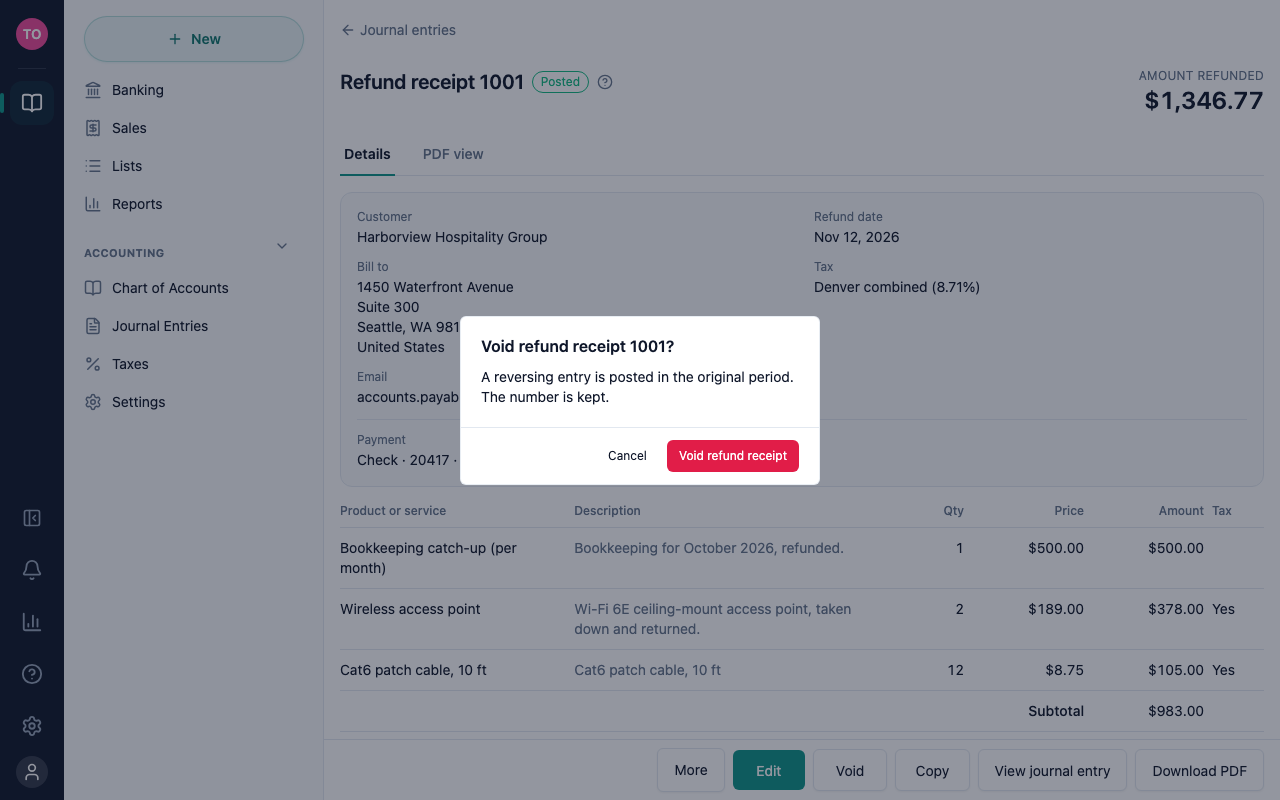 TO
New
Banking
Sales
Lists
Reports
ACCOUNTING
Chart of Accounts
Journal Entries
Taxes
Settings
Journal entries
Refund receipt 1001
Posted
AMOUNT REFUNDED
$1,346.77
Details
PDF view
Customer
Harborview Hospitality Group
Refund date
Nov 12, 2026
Bill to
1450 Waterfront Avenue
Suite 300
Seattle, WA 981
United States
Tax
Denver combined (8.71%)
Email
accounts.payab
Payment
Check · 20417 ·
Void refund receipt 1001?
A reversing entry is posted in the original period.
The number is kept.
Cancel
Void refund receipt
Product or service Description Qty Price Amount Tax
Bookkeeping catch-up (per month) Bookkeeping for October 2026, refunded. 1 $500.00 $500.00
Wireless access point Wi-Fi 6E ceiling-mount access point, taken down and returned. 2 $189.00 $378.00 Yes
Cat6 patch cable, 10 ft Cat6 patch cable, 10 ft 12 $8.75 $105.00 Yes
Subtotal $983.00
More
Edit
Void
Copy
View journal entry
Download PDF